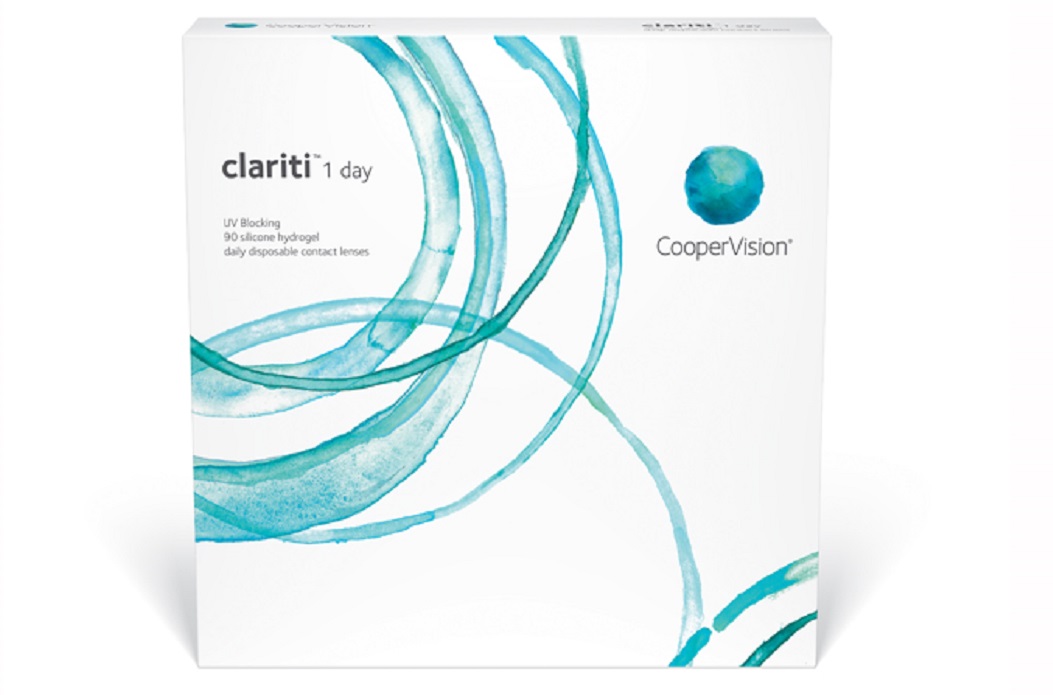 CooperVision
clariti 1 day
clariti™ 1 day
UV Blocking
90 silicone hydrogel
daily disposable contact lenses
CooperVision®